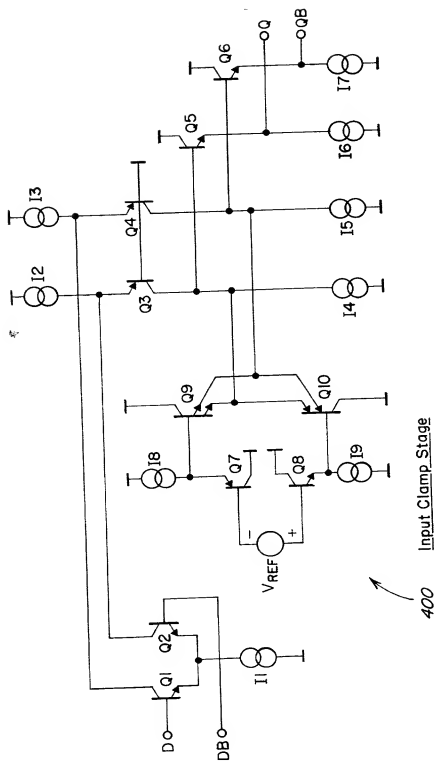 I3
I2
Q4
Q3
Q6
Q5
Q
QB
I7
I6
I5
I4
Q9
Q10
I8
Q7
Q8
I9
-
+
VREF
Q1
Q2
D
DB
I1
Input Clamp Stage
400